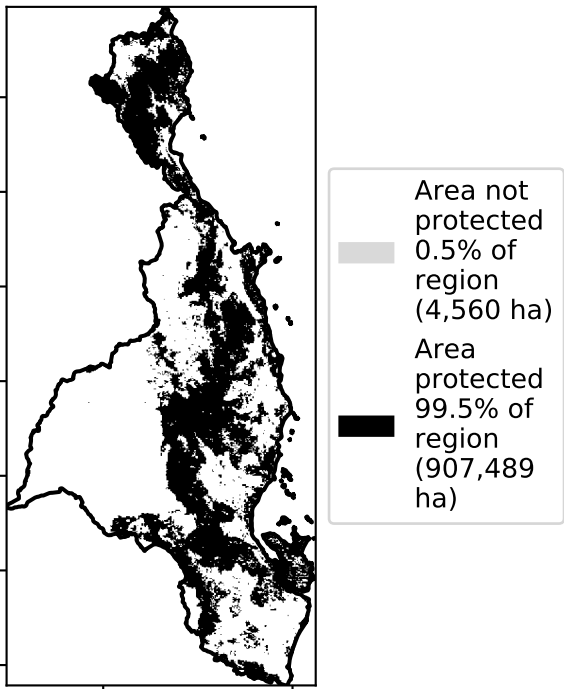 Area not
protected
0.5% of
region
(4,560 ha)
Area
protected
99.5% of
region
(907,489
ha)